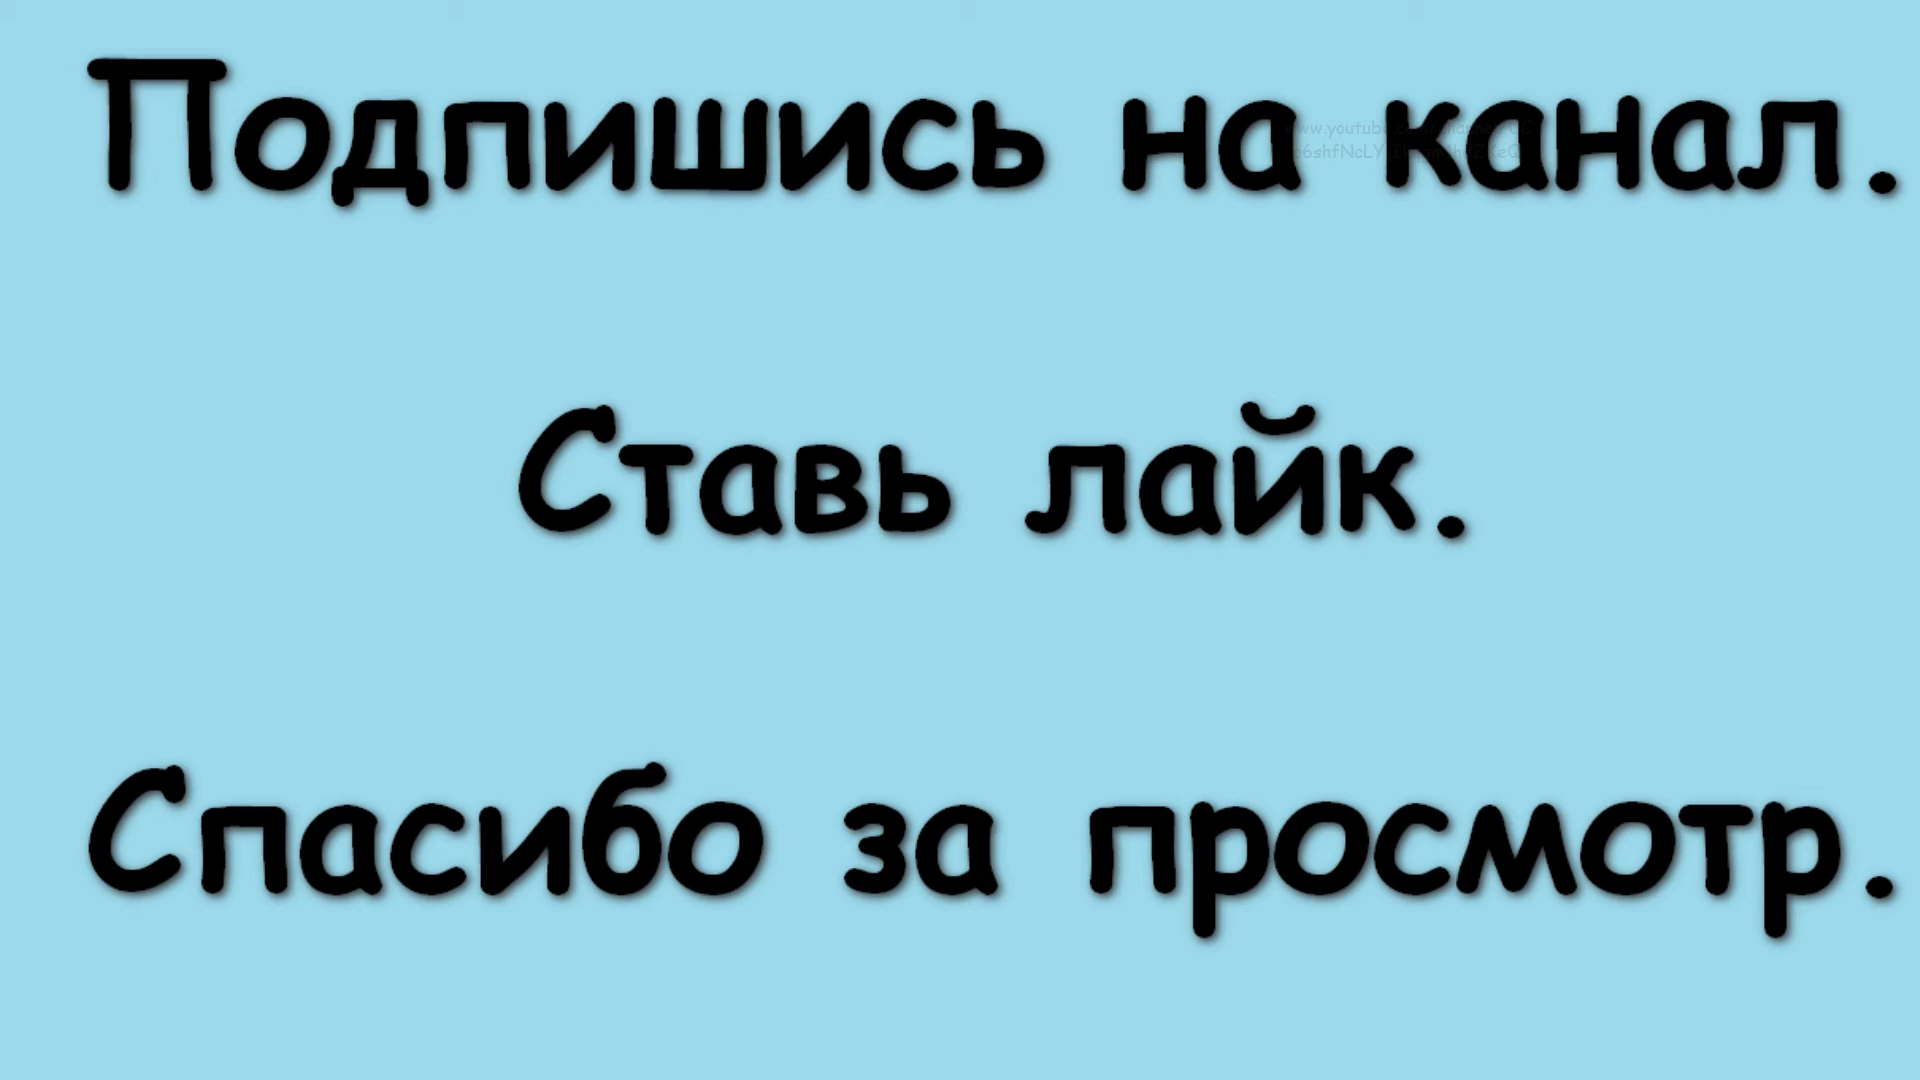 Подпишись на канал.
Ставь лайк.
Спасибо за просмотр.